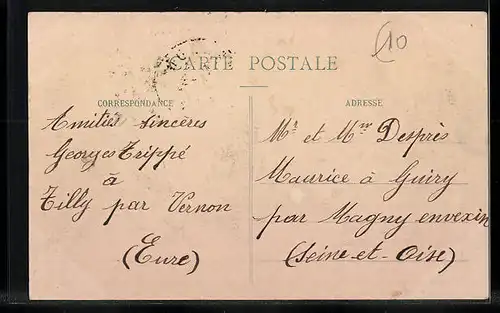 10
CARTE POSTALE
CORRESPONDANCE
Amitiés sincères
Georges Trippé
à
Tilly par Vernon
(Eure)
ADRESSE
Mr et Mme Desprès
Maurice à Guiry
par Magny en vexin
(Seine-et-Oise)